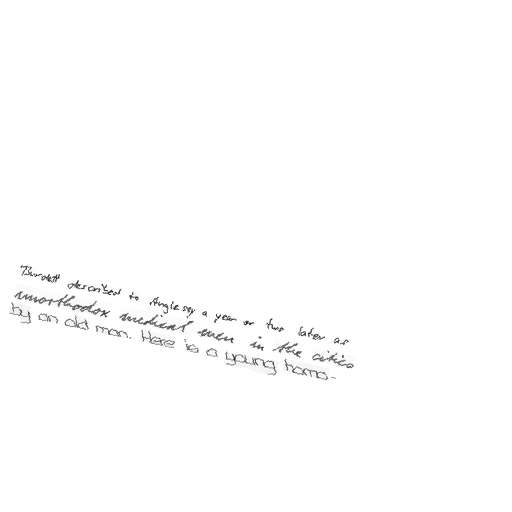 Burdett described to Anglesey a year or two later as
unorthodox medical men in the cities
by an old man. Here is a young homo-